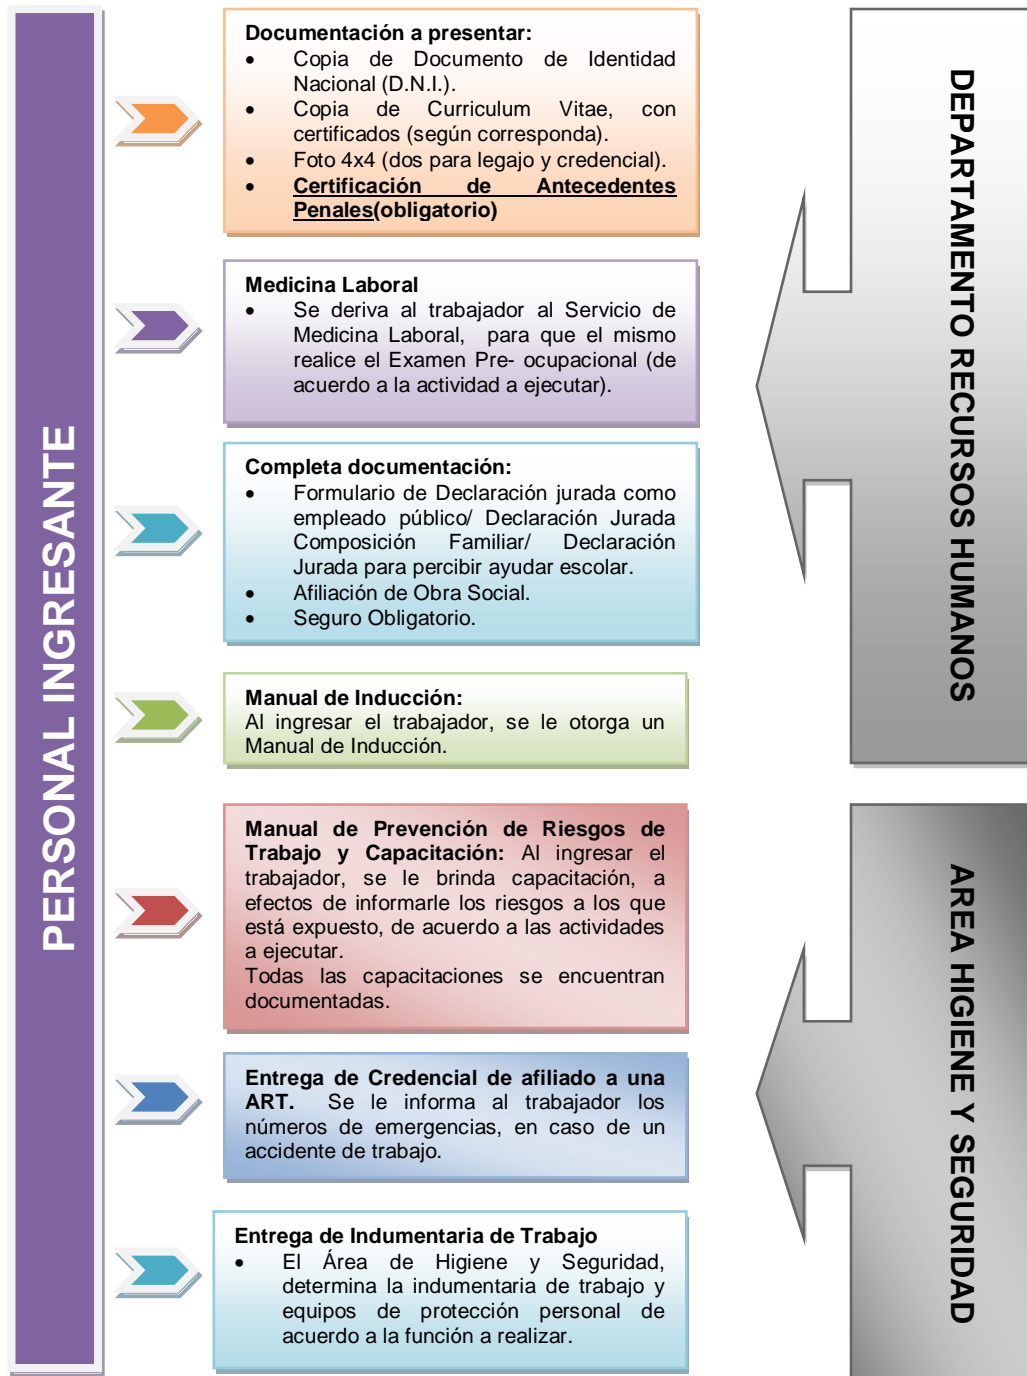 PERSONAL INGRESANTE
Documentación a presentar:
• Copia de Documento de Identidad
Nacional (D.N.I.).
• Copia de Curriculum Vitae, con
certificados (según corresponda).
• Foto 4x4 (dos para legajo y credencial).
• Certificación de Antecedentes
Penales(obligatorio)
Medicina Laboral
• Se deriva al trabajador al Servicio de
Medicina Laboral, para que el mismo
realice el Examen Pre- ocupacional (de
acuerdo a la actividad a ejecutar).
Completa documentación:
• Formulario de Declaración jurada como
empleado público/ Declaración Jurada
Composición Familiar/ Declaración
Jurada para percibir ayudar escolar.
• Afiliación de Obra Social.
• Seguro Obligatorio.
Manual de Inducción:
Al ingresar el trabajador, se le otorga un
Manual de Inducción.
DEPARTAMENTO RECURSOS HUMANOS
Manual de Prevención de Riesgos de
Trabajo y Capacitación: Al ingresar el
trabajador, se le brinda capacitación, a
efectos de informarle los riesgos a los que
está expuesto, de acuerdo a las actividades
a ejecutar.
Todas las capacitaciones se encuentran
documentadas.
Entrega de Credencial de afiliado a una
ART. Se le informa al trabajador los
números de emergencias, en caso de un
accidente de trabajo.
Entrega de Indumentaria de Trabajo
• El Área de Higiene y Seguridad,
determina la indumentaria de trabajo y
equipos de protección personal de
acuerdo a la función a realizar.
AREA HIGIENE Y SEGURIDAD